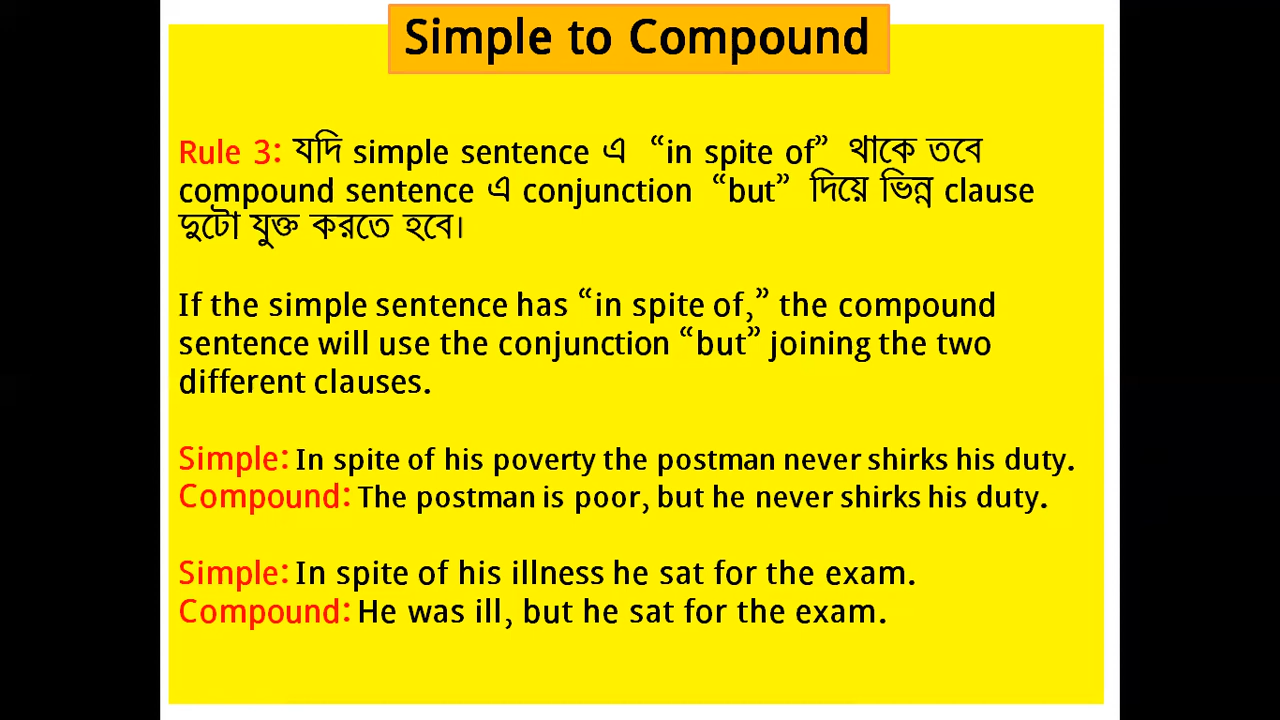 Simple to Compound
Rule 3: যদি simple sentence এ “in spite of” থাকে তবে
compound sentence এ conjunction “but” দিয়ে ভিন্ন clause
দুটো যুক্ত করতে হবে।
If the simple sentence has “in spite of,” the compound
sentence will use the conjunction “but” joining the two
different clauses.
Simple: In spite of his poverty the postman never shirks his duty.
Compound: The postman is poor, but he never shirks his duty.
Simple: In spite of his illness he sat for the exam.
Compound: He was ill, but he sat for the exam.